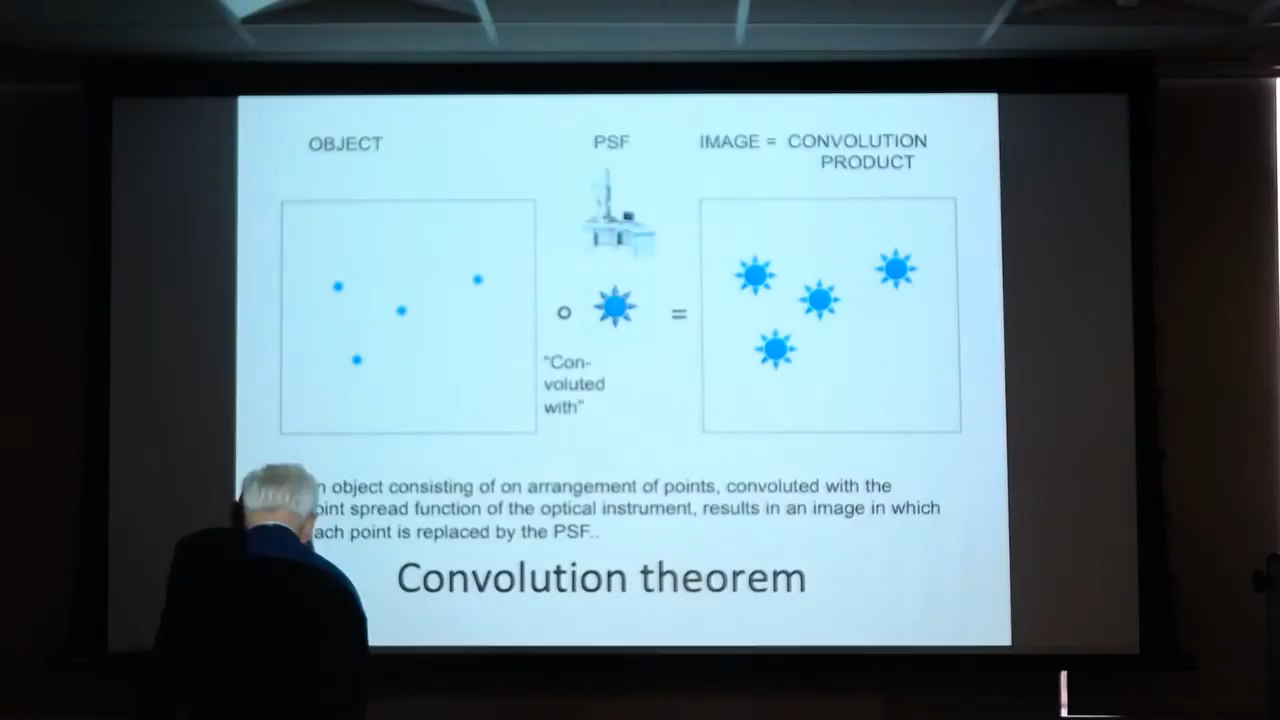 OBJECT
PSF
IMAGE = CONVOLUTION
PRODUCT
o
=
"Con-
voluted
with"
n object consisting of on arrangement of points, convoluted with the
oint spread function of the optical instrument, results in an image in which
ach point is replaced by the PSF..
Convolution theorem